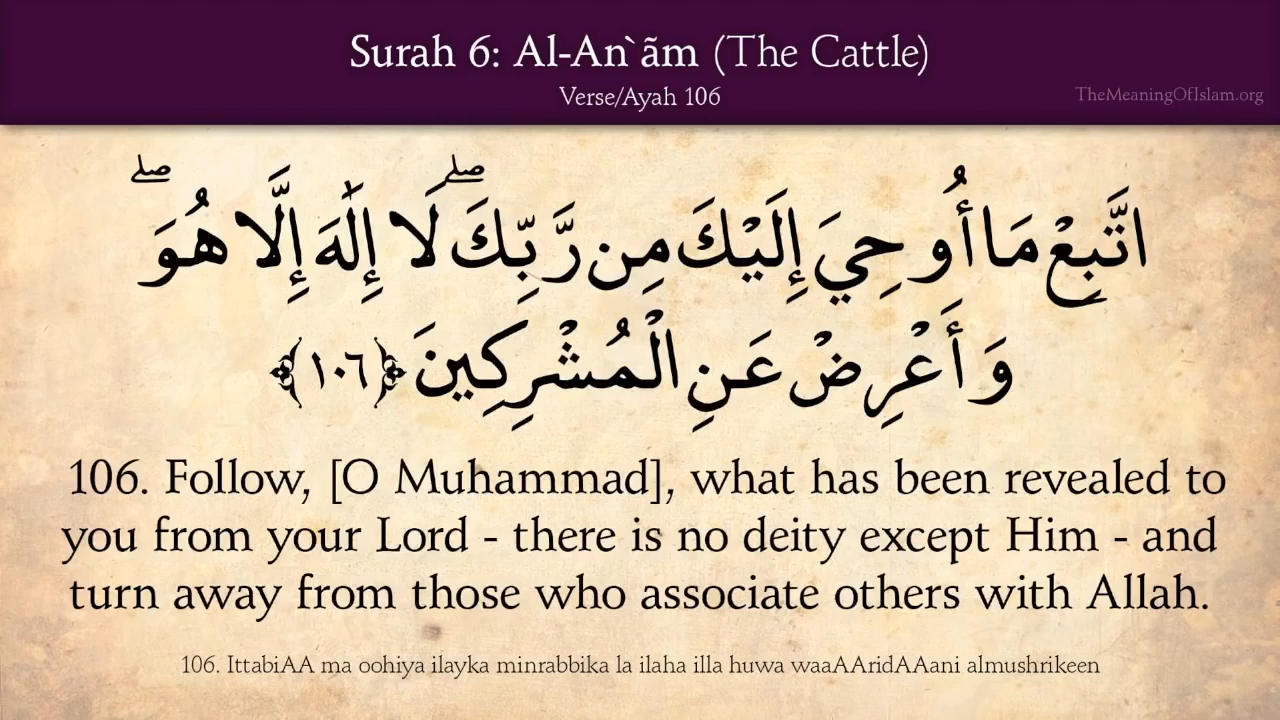 Surah 6: Al-An`ãm (The Cattle)
Verse/Ayah 106
TheMeaningOfIslam.org
اتَّبِعْ مَا أُوحِيَ إِلَيْكَ مِن رَّبِّكَ ۖ لَا إِلَٰهَ إِلَّا هُوَ ۖ
وَأَعْرِضْ عَنِ الْمُشْرِكِينَ ﴿١٠٦﴾
106. Follow, [O Muhammad], what has been revealed to
you from your Lord - there is no deity except Him - and
turn away from those who associate others with Allah.
106. IttabiAA ma oohiya ilayka minrabbika la ilaha illa huwa waaAAridAAani almushrikeen